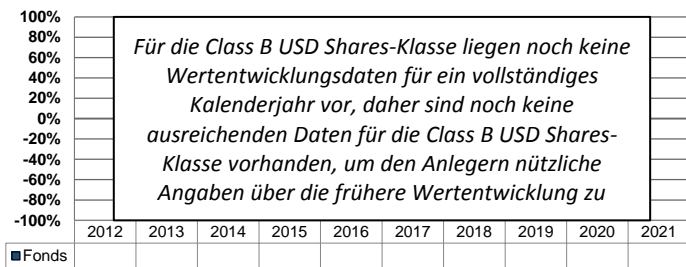 100%
80%
60%
40%
20%
0%
-20%
-40%
-60%
-80%
-100%
Für die Class B USD Shares-Klasse liegen noch keine
Wertentwicklungsdaten für ein vollständiges
Kalenderjahr vor, daher sind noch keine
ausreichenden Daten für die Class B USD Shares-
Klasse vorhanden, um den Anlegern nützliche
Angaben über die frühere Wertentwicklung zu
2012 2013 2014 2015 2016 2017 2018 2019 2020 2021
Fonds